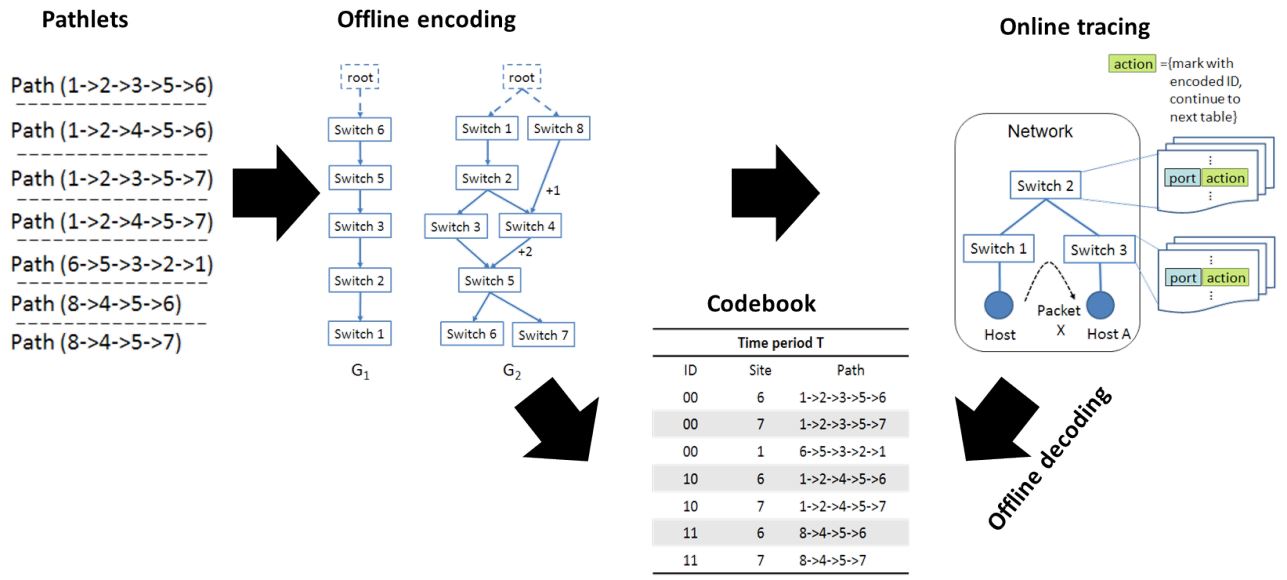 Pathlets
Path (1->2->3->5->6)
Path (1->2->4->5->6)
Path (1->2->3->5->7)
Path (1->2->4->5->7)
Path (6->5->3->2->1)
Path (8->4->5->6)
Path (8->4->5->7)
Offline encoding
root
Switch 6
Switch 5
Switch 3
Switch 2
Switch 1
G1
root
Switch 1 Switch 8
Switch 2
+1
Switch 3 Switch 4
+2
Switch 5
Switch 6 Switch 7
G2
Codebook
Time period T
ID Site Path
00 6 1->2->3->5->6
00 7 1->2->3->5->7
00 1 6->5->3->2->1
10 6 1->2->4->5->6
10 7 1->2->4->5->7
11 6 8->4->5->6
11 7 8->4->5->7
Online tracing
action ={mark with
encoded ID,
continue to
next table}
Network
Switch 2
Switch 1 Switch 3
Packet
X
Host Host A
port action
port action
Offline decoding